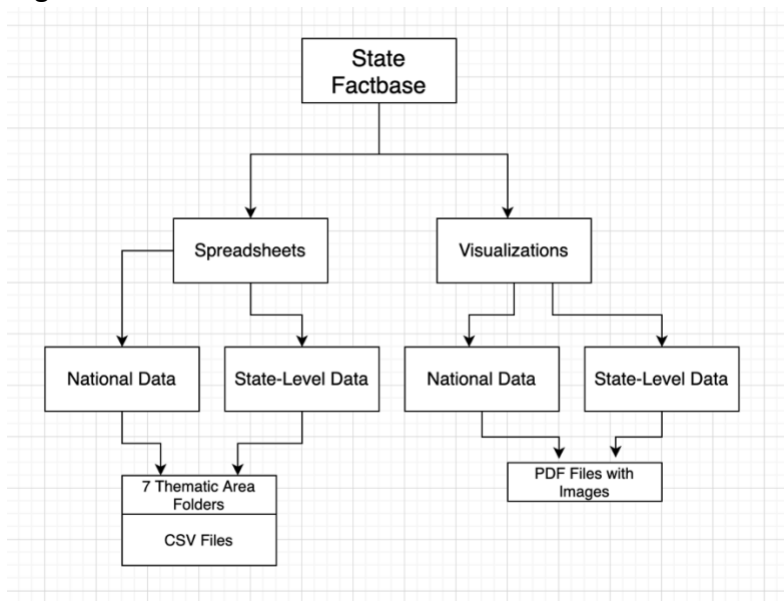 State
Factbase
Spreadsheets
Visualizations
National Data
State-Level Data
National Data
State-Level Data
7 Thematic Area
Folders
CSV Files
PDF Files with
Images